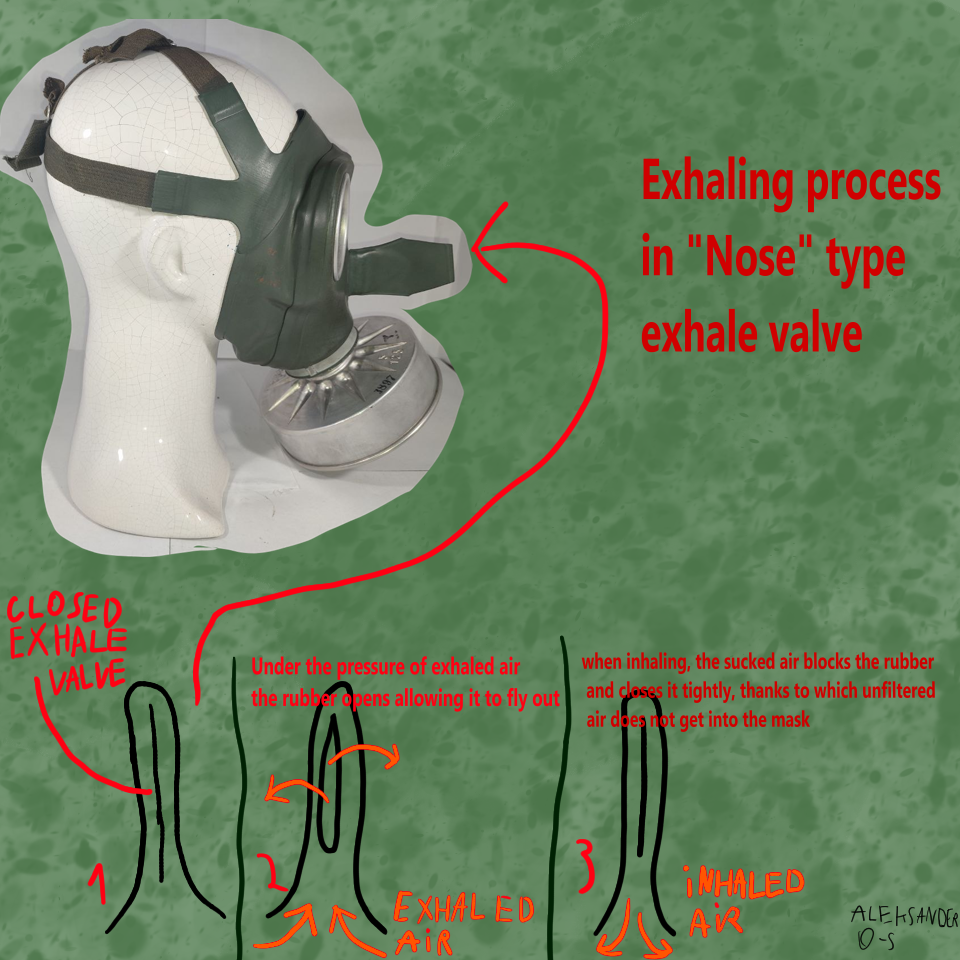 Exhaling process
in "Nose" type
exhale valve
1897
CLOSED
EXHALE
VALVE
Under the pressure of exhaled air
the rubber opens allowing it to fly out
when inhaling, the sucked air blocks the rubber
and closes it tightly, thanks to which unfiltered
air does not get into the mask
1
2
3
EXHALED
AiR
iNHALED
AiR
ALEKSANDER
O-S